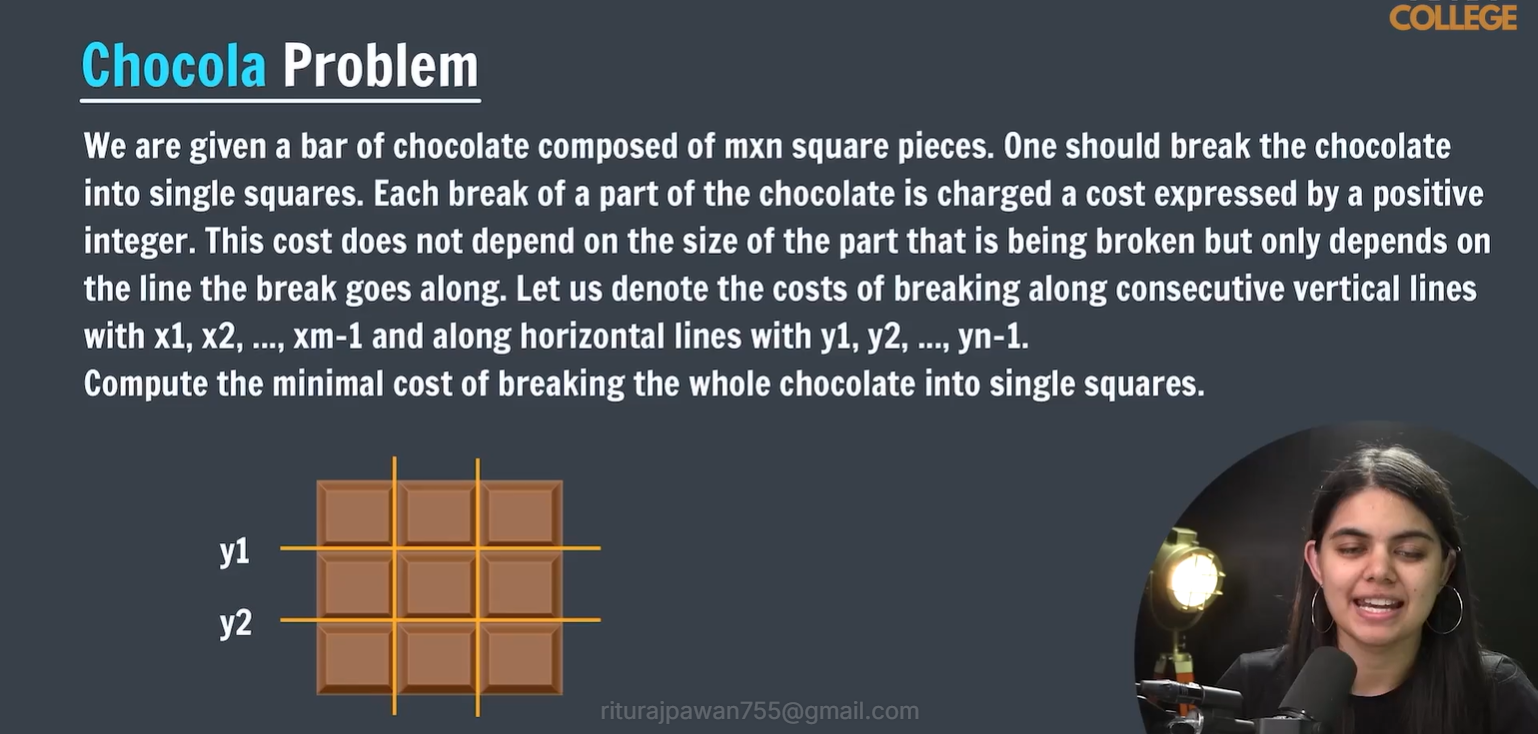 COLLEGE
Chocola Problem
We are given a bar of chocolate composed of mxn square pieces. One should break the chocolate
into single squares. Each break of a part of the chocolate is charged a cost expressed by a positive
integer. This cost does not depend on the size of the part that is being broken but only depends on
the line the break goes along. Let us denote the costs of breaking along consecutive vertical lines
with x1, x2, ..., xm-1 and along horizontal lines with y1, y2, ..., yn-1.
Compute the minimal cost of breaking the whole chocolate into single squares.
y1
y2
riturajpawan755@gmail.com